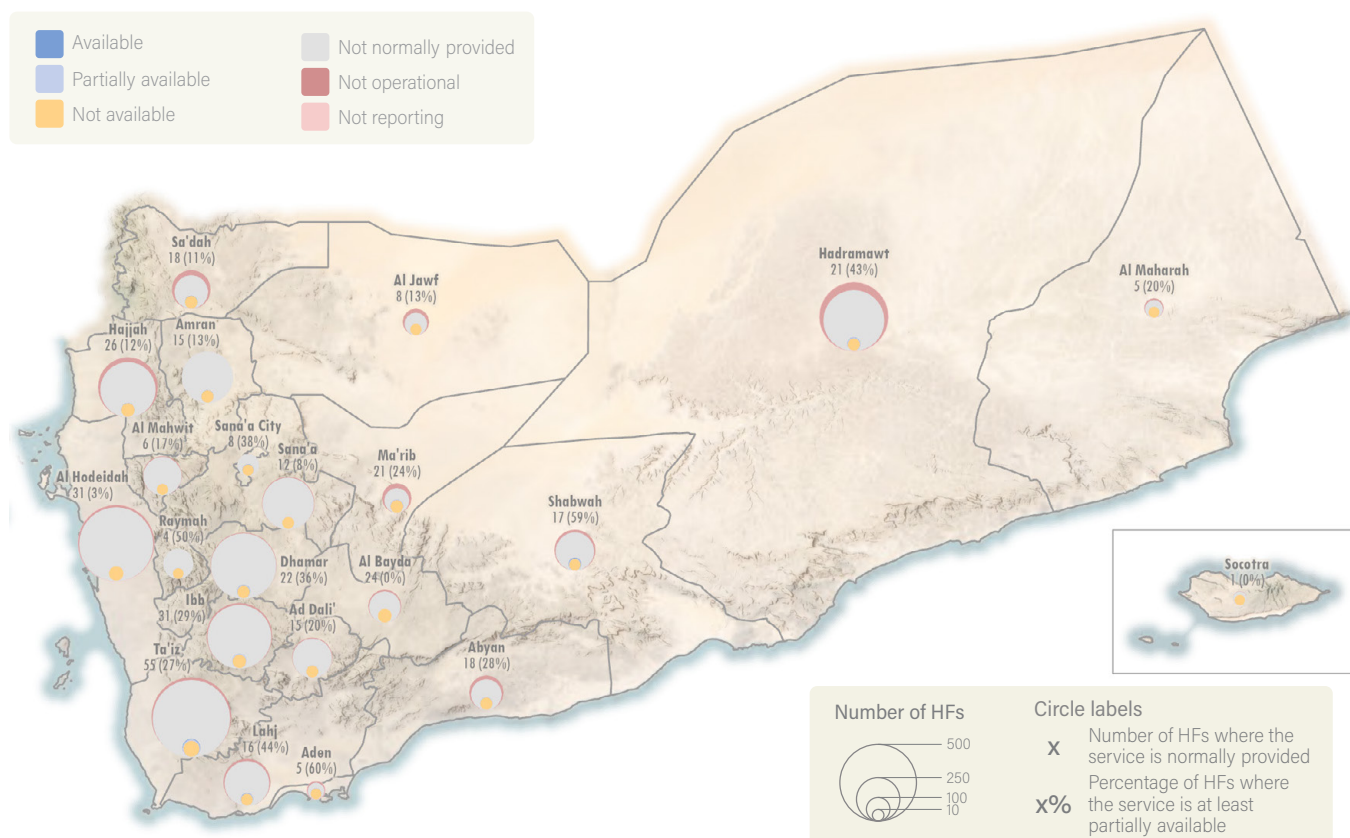 Available
Partially available
Not available
Not normally provided
Not operational
Not reporting
Sa'dah
18 (11%)
Al Jawf
8 (13%)
Hadramawt
21 (43%)
Al Maharah
5 (20%)
Hajjah
26 (12%)
Amran
15 (13%)
Al Mahwit
6 (17%)
Sana'a City
8 (38%)
Sana'a
12 (8%)
Ma'rib
21 (24%)
Al Hodeidah
31 (3%)
Shabwah
17 (59%)
Raymah
4 (50%)
Dhamar
22 (36%)
Al Bayda
24 (0%)
Socotra
1 (0%)
Ibb
31 (29%)
Ad Dali'
15 (20%)
Ta'iz
55 (27%)
Abyan
18 (28%)
Lahj
16 (44%)
Aden
5 (60%)
Number of HFs
500
250
100
10
Circle labels
x
Number of HFs where the
service is normally provided
x%
Percentage of HFs where
the service is at least
partially available